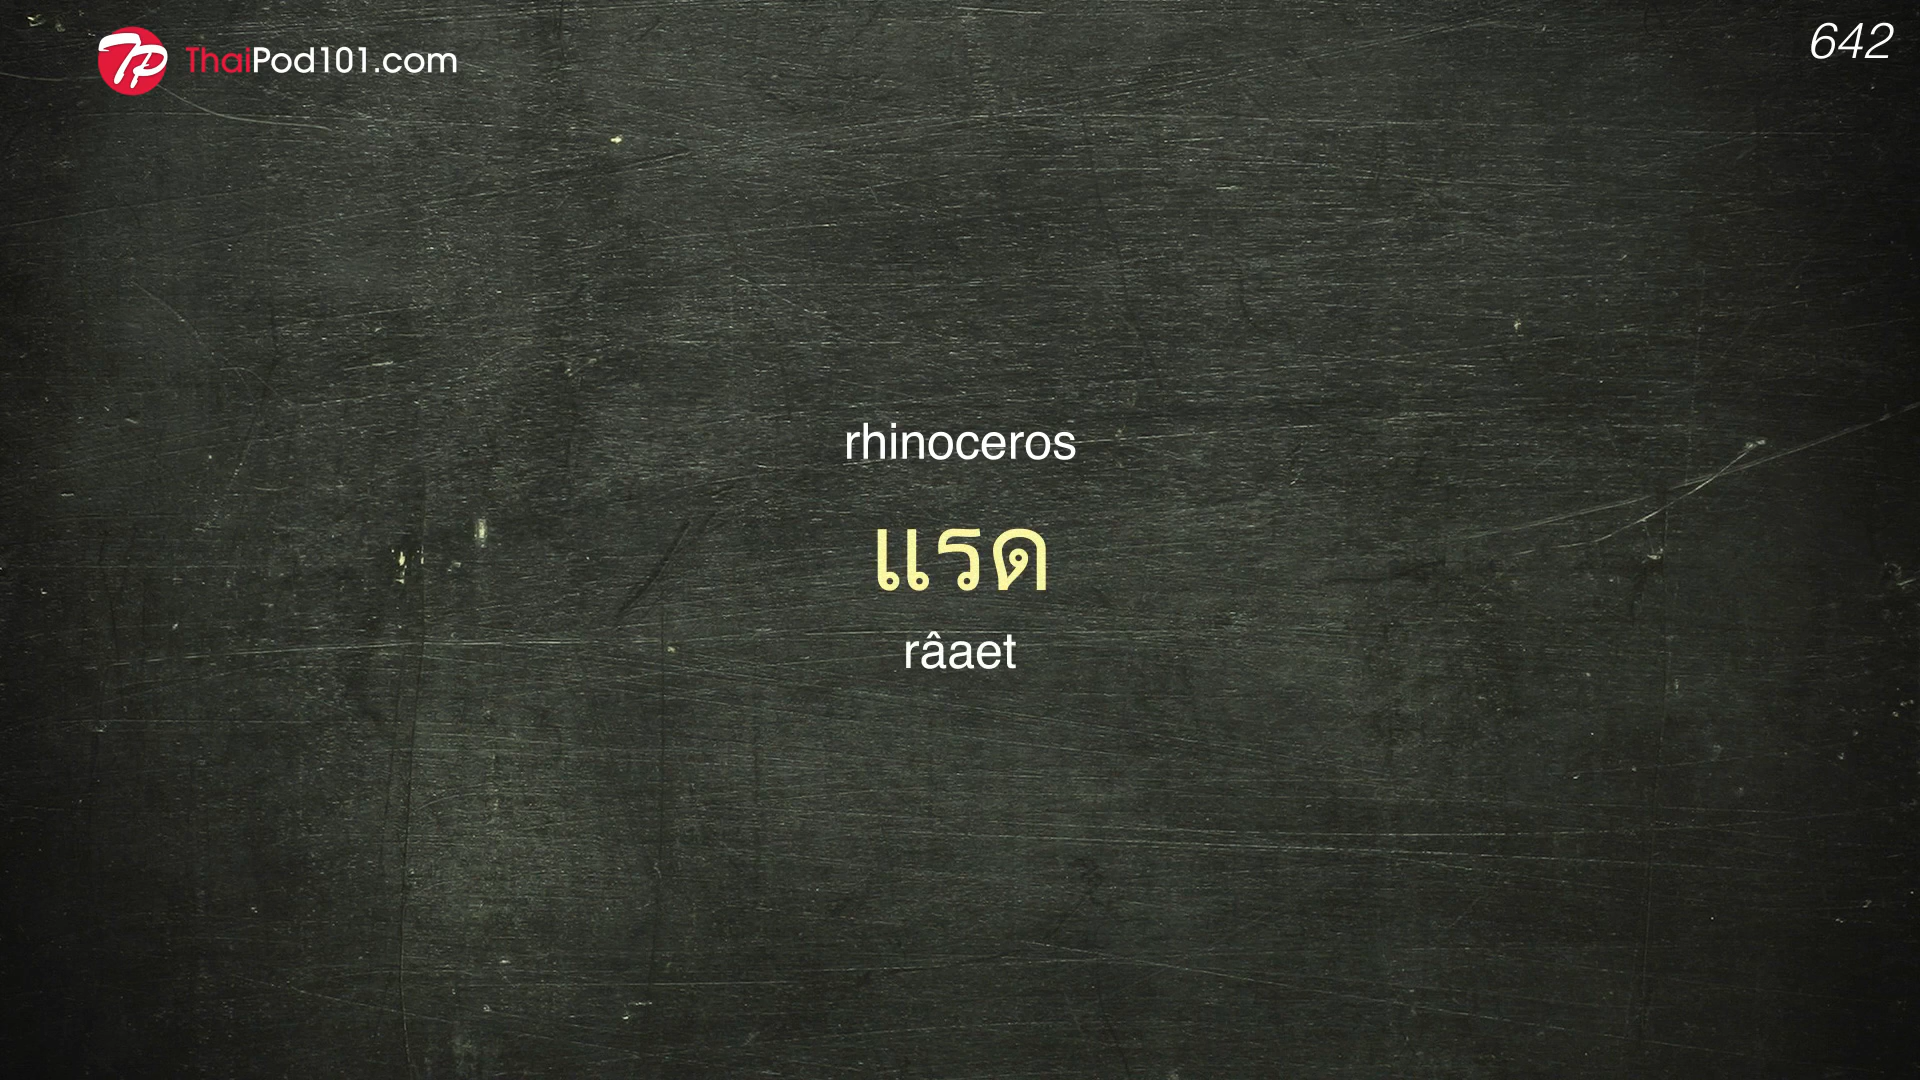 ThaiPod101.com
642
rhinoceros
แรด
râaet